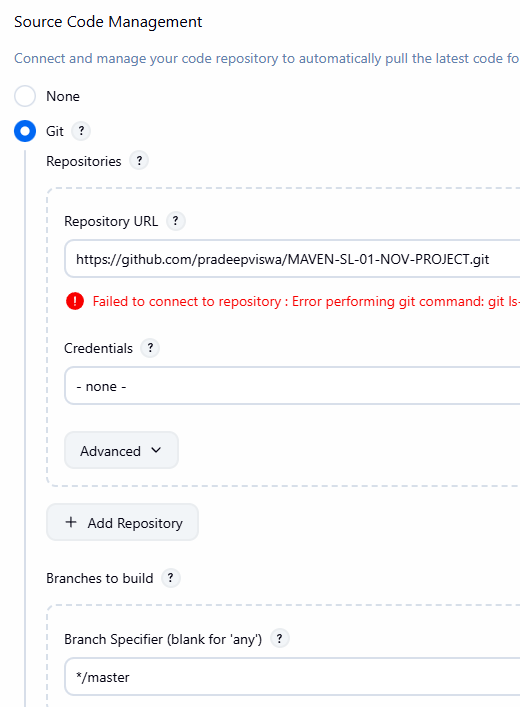 Source Code Management
Connect and manage your code repository to automatically pull the latest code fo
None
Git ?
Repositories ?
Repository URL ?
https://github.com/pradeepviswa/MAVEN-SL-01-NOV-PROJECT.git
! Failed to connect to repository : Error performing git command: git ls-
Credentials ?
- none -
Advanced
+ Add Repository
Branches to build ?
Branch Specifier (blank for 'any') ?
*/master